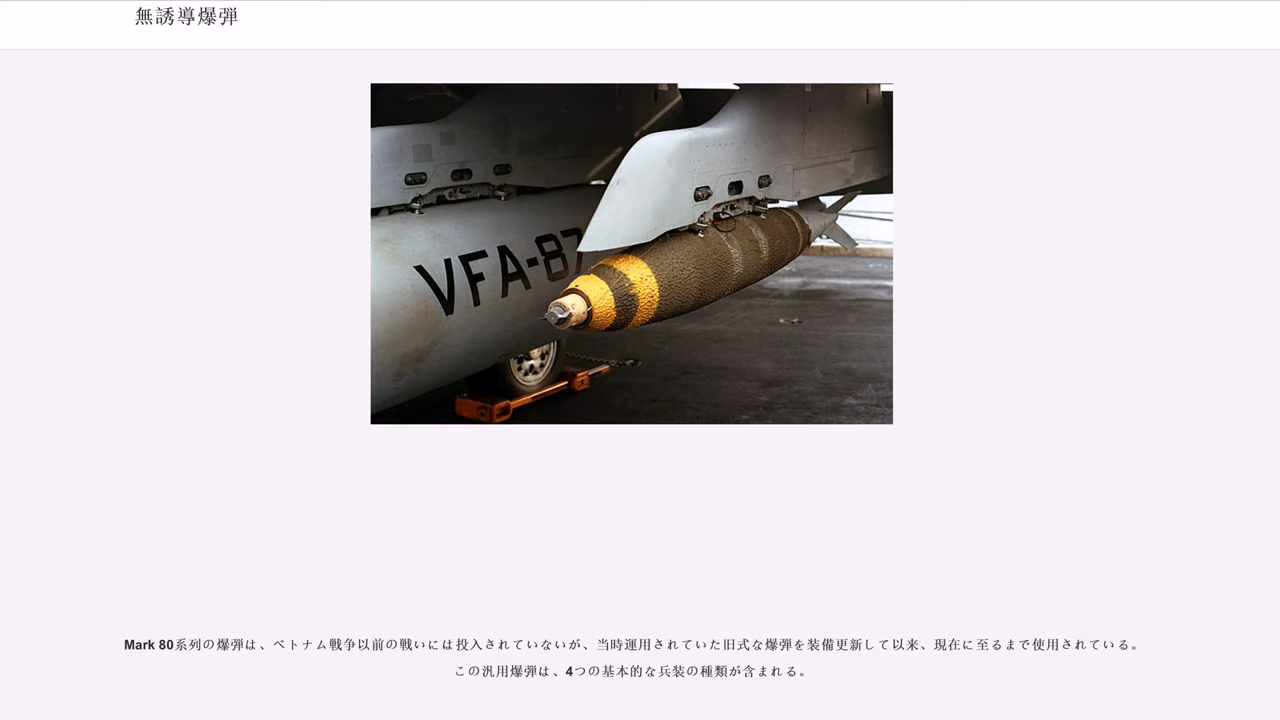 無誘導爆弾
VFA-87
Mark 80系列の爆弾は、ベトナム戦争以前の戦いには投入されていないが、当時運用されていた旧式な爆弾を装備更新して以来、現在に至るまで使用されている。
この汎用爆弾は、4つの基本的な兵装の種類が含まれる。